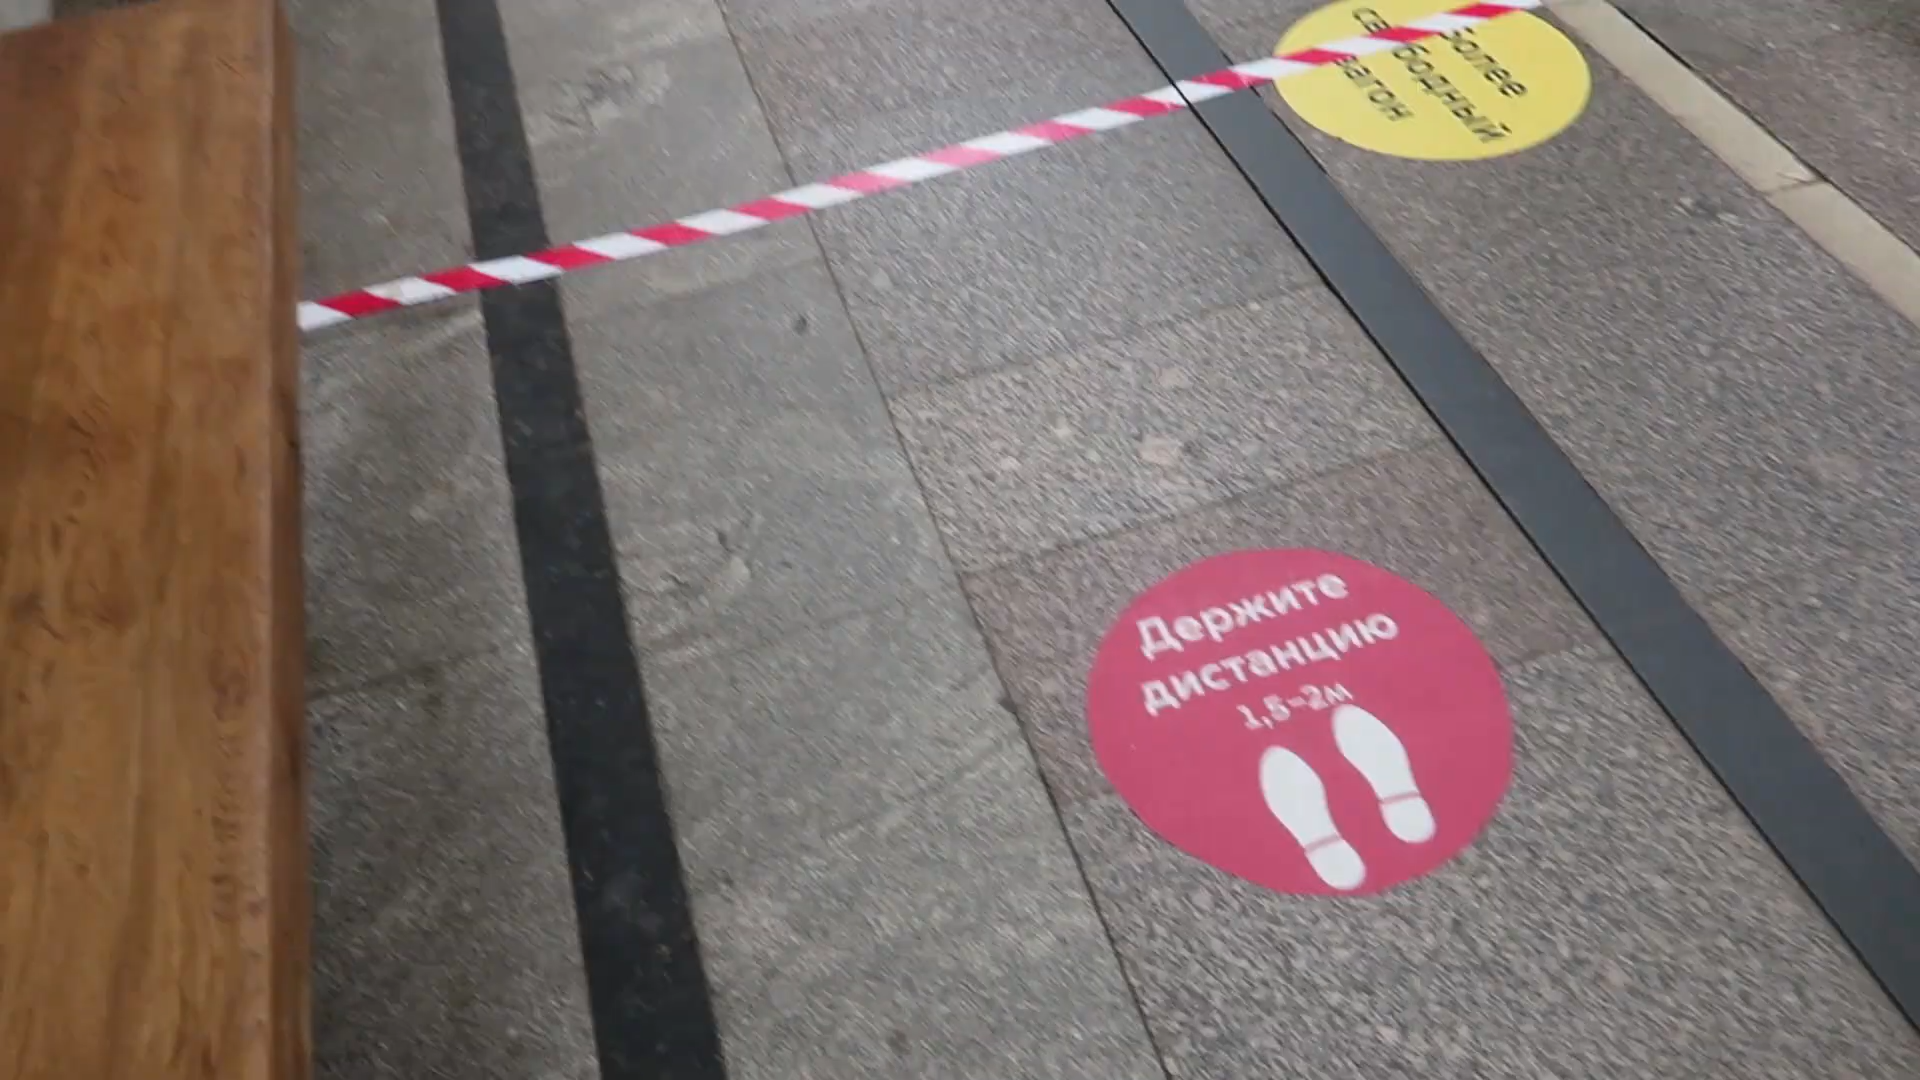 более
свободный
вагон
Держите
дистанцию
1,5-2м